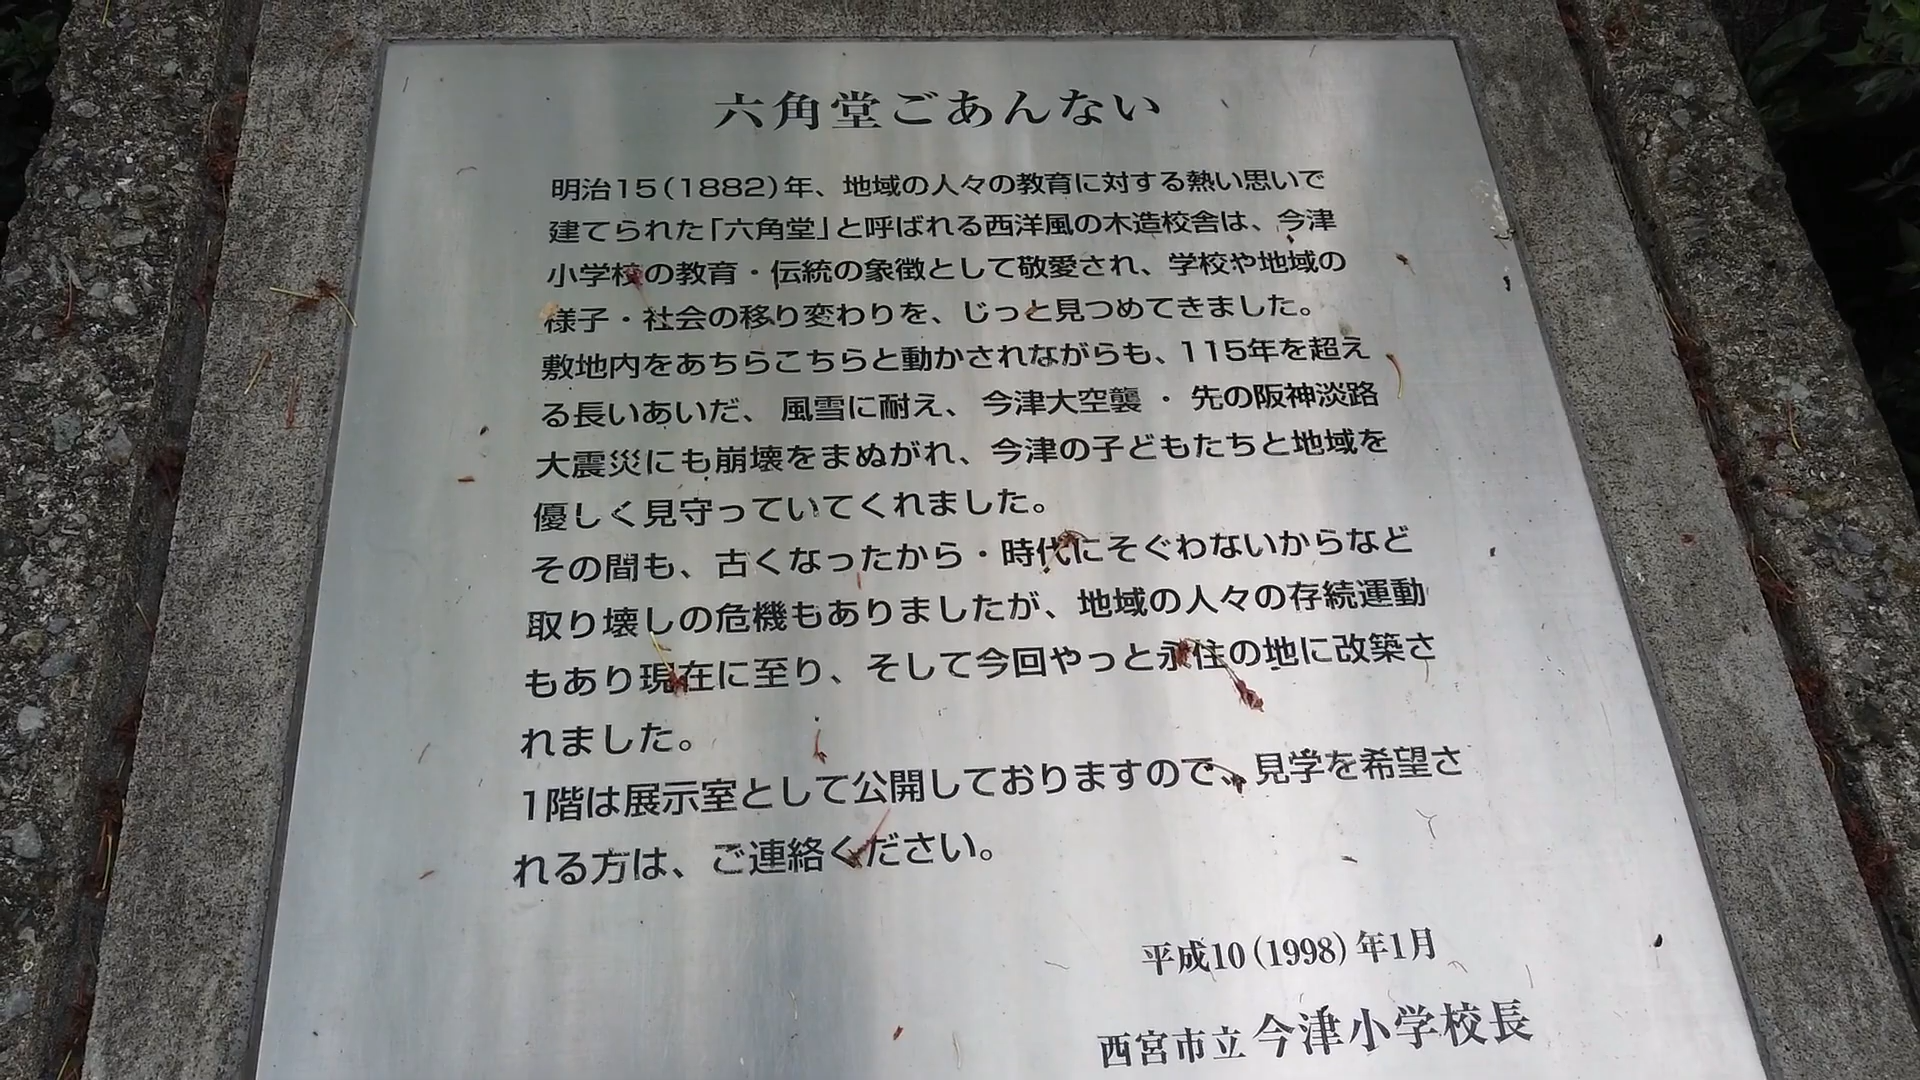 六角堂ごあんない
明治15(1882)年、地域の人々の教育に対する熱い思いで
建てられた「六角堂」と呼ばれる西洋風の木造校舎は、今津
小学校の教育・伝統の象徴として敬愛され、学校や地域の
様子・社会の移り変わりを、じっと見つめてきました。
敷地内をあちらこちらと動かされながらも、115年を超え
る長いあいだ、風雪に耐え、今津大空襲・先の阪神淡路
大震災にも崩壊をまぬがれ、今津の子どもたちと地域を
優しく見守っていてくれました。
その間も、古くなったから・時代にそぐわないからなど
取り壊しの危機もありましたが、地域の人々の存続運動
もあり現在に至り、そして今回やっと永住の地に改築さ
れました。
1階は展示室として公開しておりますので、見学を希望さ
れる方は、ご連絡ください。
平成10(1998)年1月
西宮市立今津小学校長